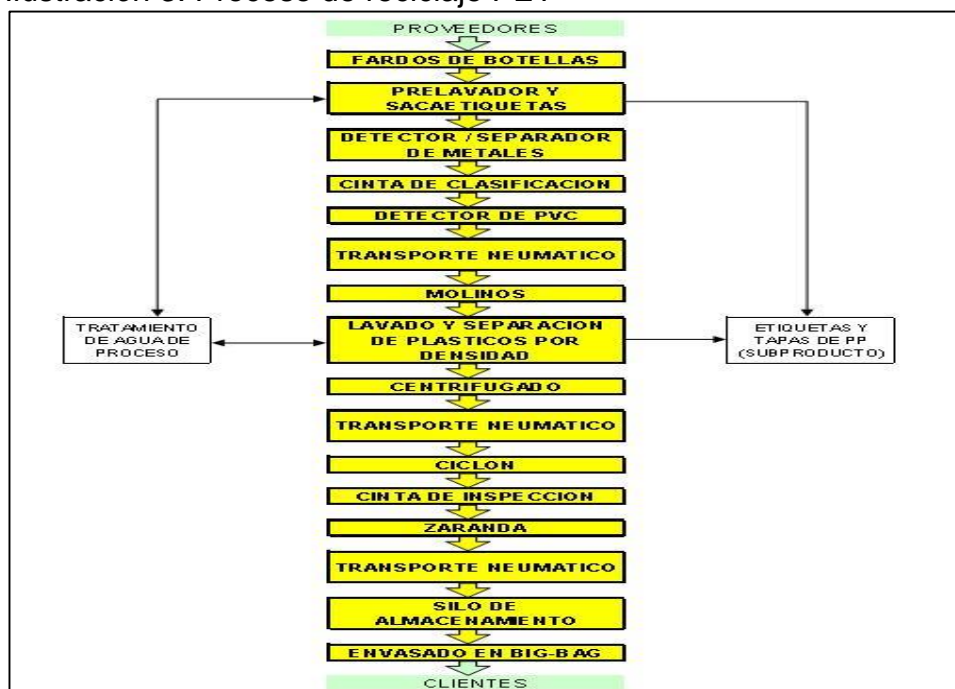 PROVEEDORES
FARDOS DE BOTELLAS
PRELAVADOR Y
SACAETIQUETAS
DETECTOR / SEPARADOR
DE METALES
CINTA DE CLASIFICACION
DETECTOR DE PVC
TRANSPORTE NEUMATICO
MOLINOS
TRATAMIENTO
DE AGUA DE
PROCESO
LAVADO Y SEPARACION
DE PLASTICOS POR
DENSIDAD
ETIQUETAS Y
TAPAS DE PP
(SUBPRODUCTO)
CENTRIFUGADO
TRANSPORTE NEUMATICO
CICLON
CINTA DE INSPECCION
ZARANDA
TRANSPORTE NEUMATICO
SILO DE
ALMACENAMIENTO
ENVASADO EN BIG-BAG
CLIENTES